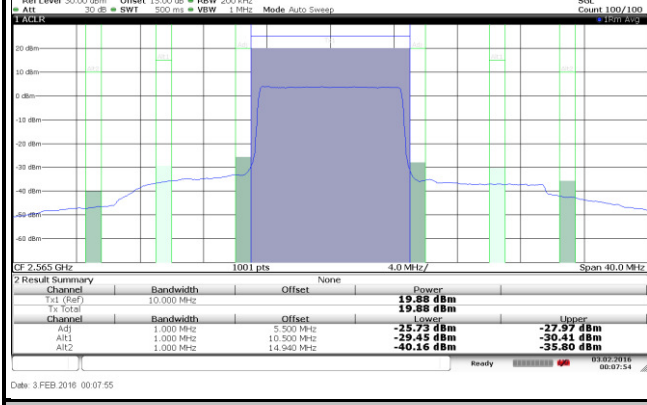 Ref Level 30.00 dBm Offset 15.00 dB RBW 200 kHz SGL
Att 30 dB SWT 500 ms VBW 1 MHz Mode Auto Sweep Count 100/100
1 ACLR 1Rm Avg
20 dBm
10 dBm
0 dBm
-10 dBm
-20 dBm
-30 dBm
-40 dBm
-50 dBm
-60 dBm
CF 2.565 GHz 1001 pts 4.0 MHz/ Span 40.0 MHz
2 Result Summary None
Channel Bandwidth Offset Power
Tx1 (Ref) 10.000 MHz 19.88 dBm
Tx Total 19.88 dBm
Channel Bandwidth Offset Lower Upper
Adj 1.000 MHz 5.500 MHz -25.73 dBm -27.97 dBm
Alt1 1.000 MHz 10.500 MHz -29.45 dBm -30.41 dBm
Alt2 1.000 MHz 14.940 MHz -40.16 dBm -35.80 dBm
Ready 03.02.2016
00:07:54
Date: 3.FEB.2016 00:07:55